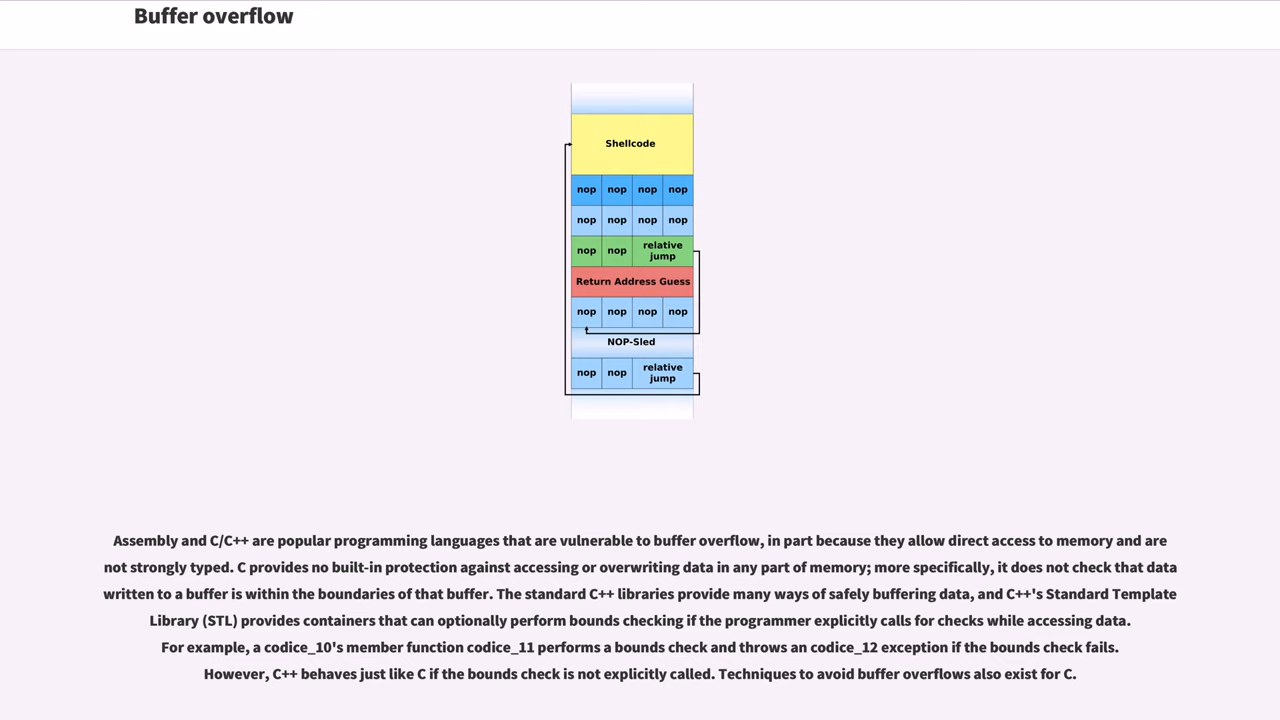 Buffer overflow
Shellcode
nop nop nop nop
nop nop nop nop
nop nop relative jump
Return Address Guess
nop nop nop nop
NOP-Sled
nop nop relative jump
Assembly and C/C++ are popular programming languages that are vulnerable to buffer overflow, in part because they allow direct access to memory and are
not strongly typed. C provides no built-in protection against accessing or overwriting data in any part of memory; more specifically, it does not check that data
written to a buffer is within the boundaries of that buffer. The standard C++ libraries provide many ways of safely buffering data, and C++'s Standard Template
Library (STL) provides containers that can optionally perform bounds checking if the programmer explicitly calls for checks while accessing data.
For example, a codice_10's member function codice_11 performs a bounds check and throws an codice_12 exception if the bounds check fails.
However, C++ behaves just like C if the bounds check is not explicitly called. Techniques to avoid buffer overflows also exist for C.